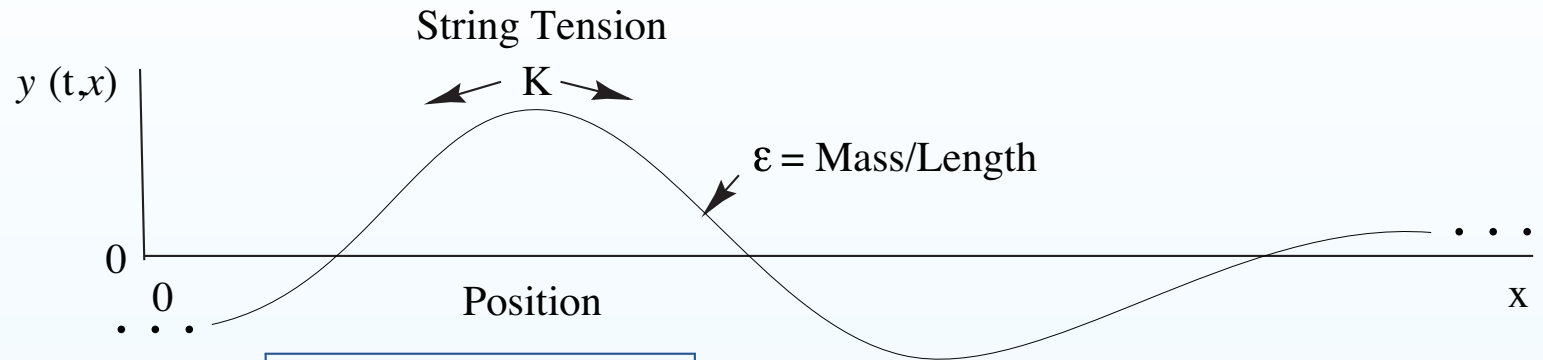 String Tension
y (t,x)
K
ε = Mass/Length
0
. . .
0
Position
x
. . .